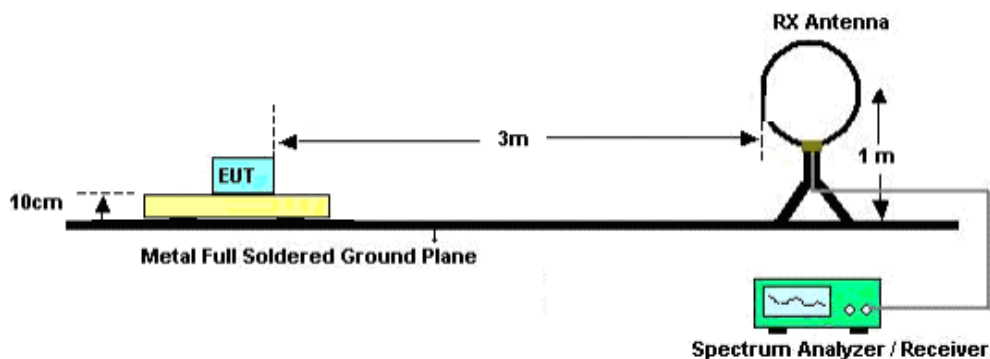 RX Antenna
3m
1 m
EUT
10cm
Metal Full Soldered Ground Plane
Spectrum Analyzer / Receiver